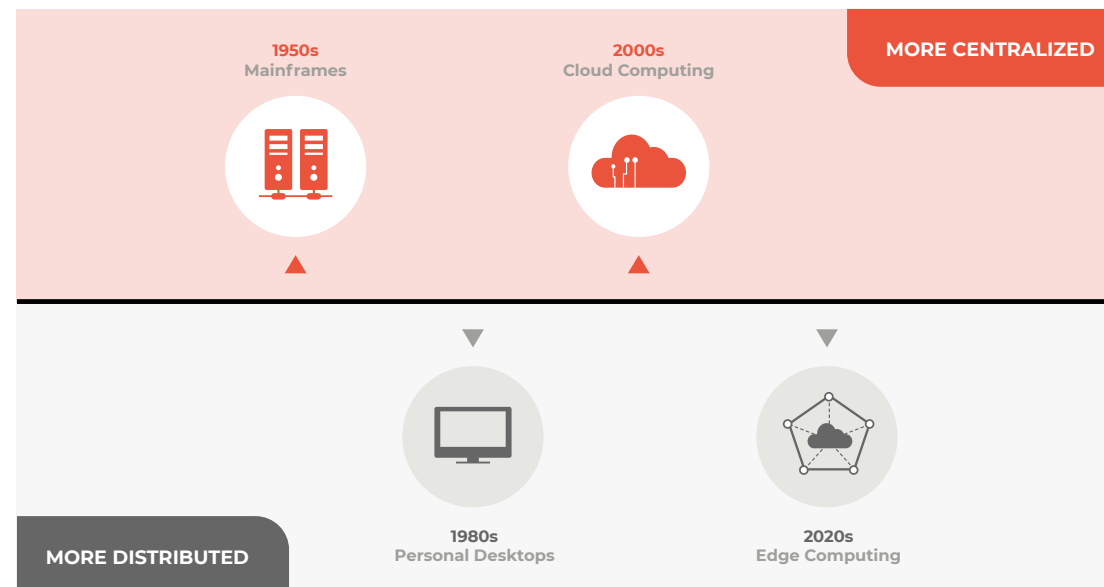 MORE CENTRALIZED
1950s
Mainframes
2000s
Cloud Computing
1980s
Personal Desktops
2020s
Edge Computing
MORE DISTRIBUTED